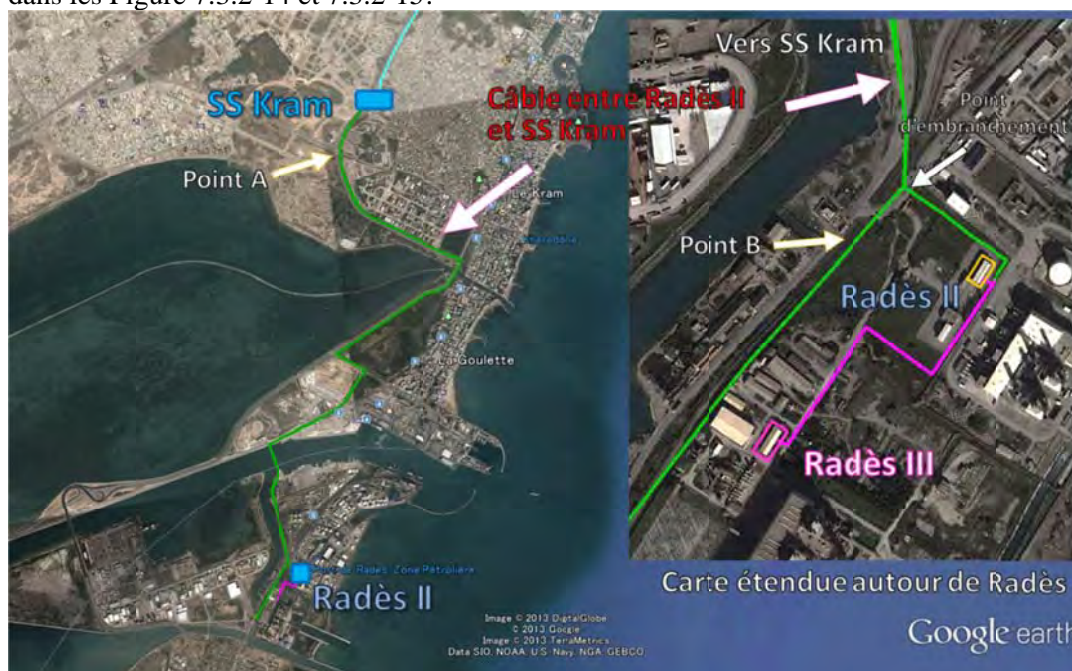 dans les Figure 7.3.2-14 et 7.3.2-15.
SS Kram
Câble entre Radès II
et SS Kram
Point A
Le Kram
Kheireddin
La Goulette
Radès II
Image © 2013 DigitalGlobe
© 2013 Google
Image © 2013 TerraMetrics
Data SIO, NOAA, U.S. Navy, NGA, GEBCO
Vers SS Kram
Point
d'embranchement
Point B
Radès II
Radès III
Carte étendue autour de Radès
Google earth